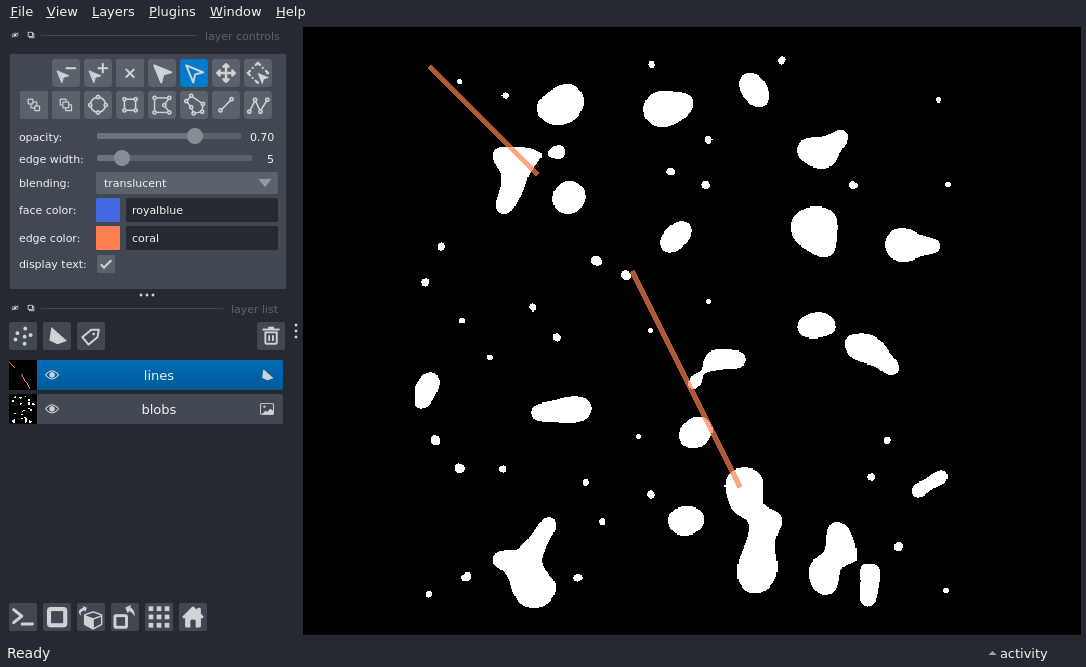 File View Layers Plugins Window Help
layer controls
opacity: 0.70
edge width: 5
blending: translucent
face color: royalblue
edge color: coral
display text:
layer list
lines
blobs
Ready
activity